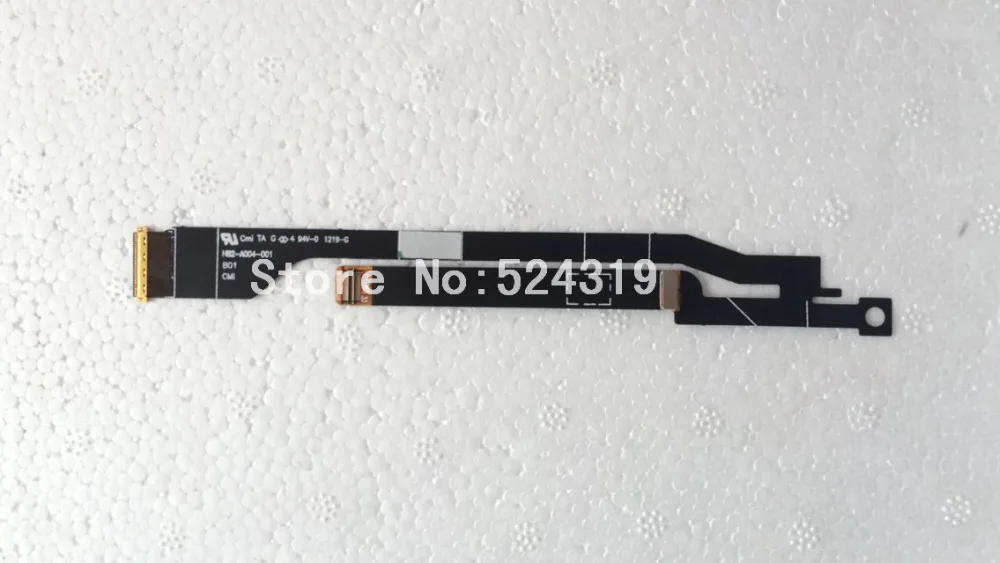 Cmi TA G 4 94V-0 1219-G
HB2-A004-001
B01
CMI
Store No:524319